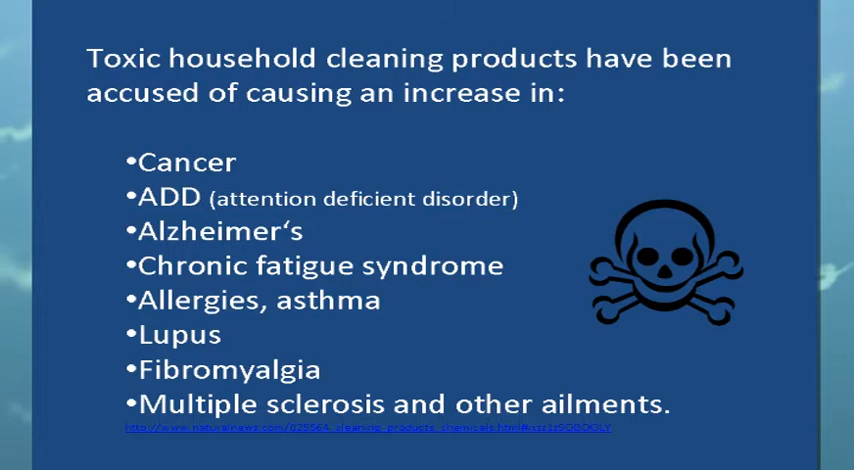 Toxic household cleaning products have been
accused of causing an increase in:
•Cancer
•ADD (attention deficient disorder)
•Alzheimer‘s
•Chronic fatigue syndrome
•Allergies, asthma
•Lupus
•Fibromyalgia
•Multiple sclerosis and other ailments.